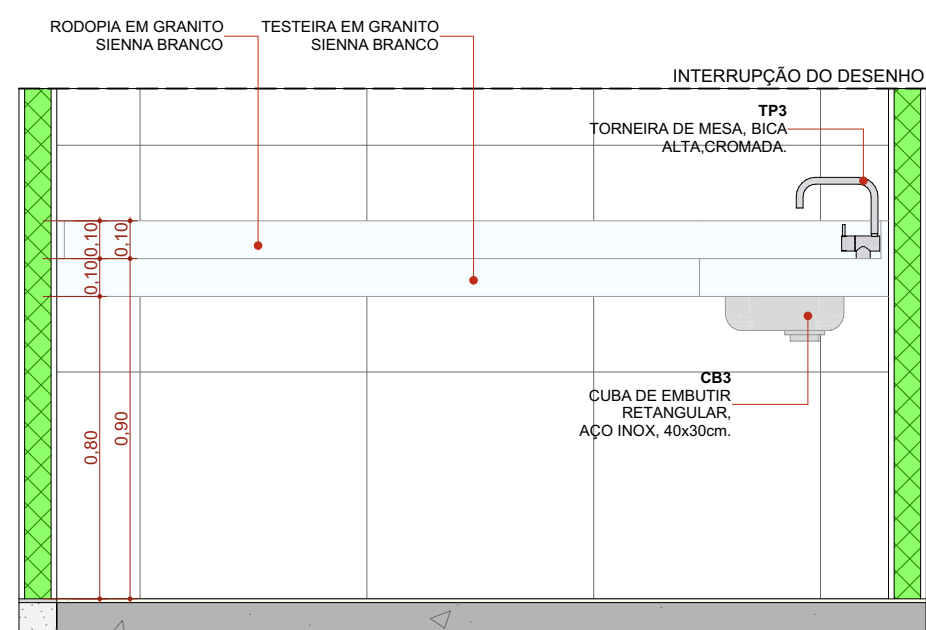 RODOPIA EM GRANITO
SIENNA BRANCO
TESTEIRA EM GRANITO
SIENNA BRANCO
INTERRUPÇÃO DO DESENHO
TP3
TORNEIRA DE MESA, BICA
ALTA,CROMADA.
0,10
0,10
0,10
CB3
CUBA DE EMBUTIR
RETANGULAR,
AÇO INOX, 40x30cm.
0,80
0,90